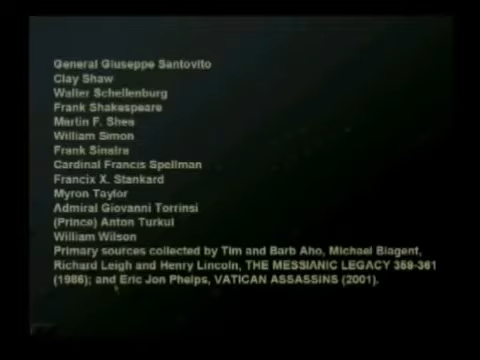 General Giuseppe Santovito
Clay Shaw
Walter Schellenburg
Frank Shakespeare
Martin F. Shea
William Simon
Frank Sinatra
Cardinal Francis Spellman
Francix X. Stankard
Myron Taylor
Admiral Giovanni Torrinsi
(Prince) Anton Turkul
William Wilson
Primary sources collected by Tim and Barb Aho, Michael Biagent,
Richard Leigh and Henry Lincoln, THE MESSIANIC LEGACY 359-361
(1986); and Eric Jon Phelps, VATICAN ASSASSINS (2001).